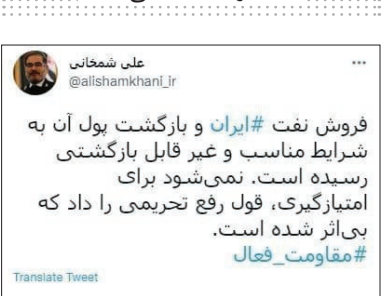 علی شمخانی
@alishamkhani_ir
فروش نفت #ایران و بازگشت پول آن به
شرایط مناسب و غیر قابل بازگشتی
رسیده است. نمی‌شود برای
امتیازگیری، قول رفع تحریمی را داد که
بی‌اثر شده است.
#مقاومت_فعال
Translate Tweet